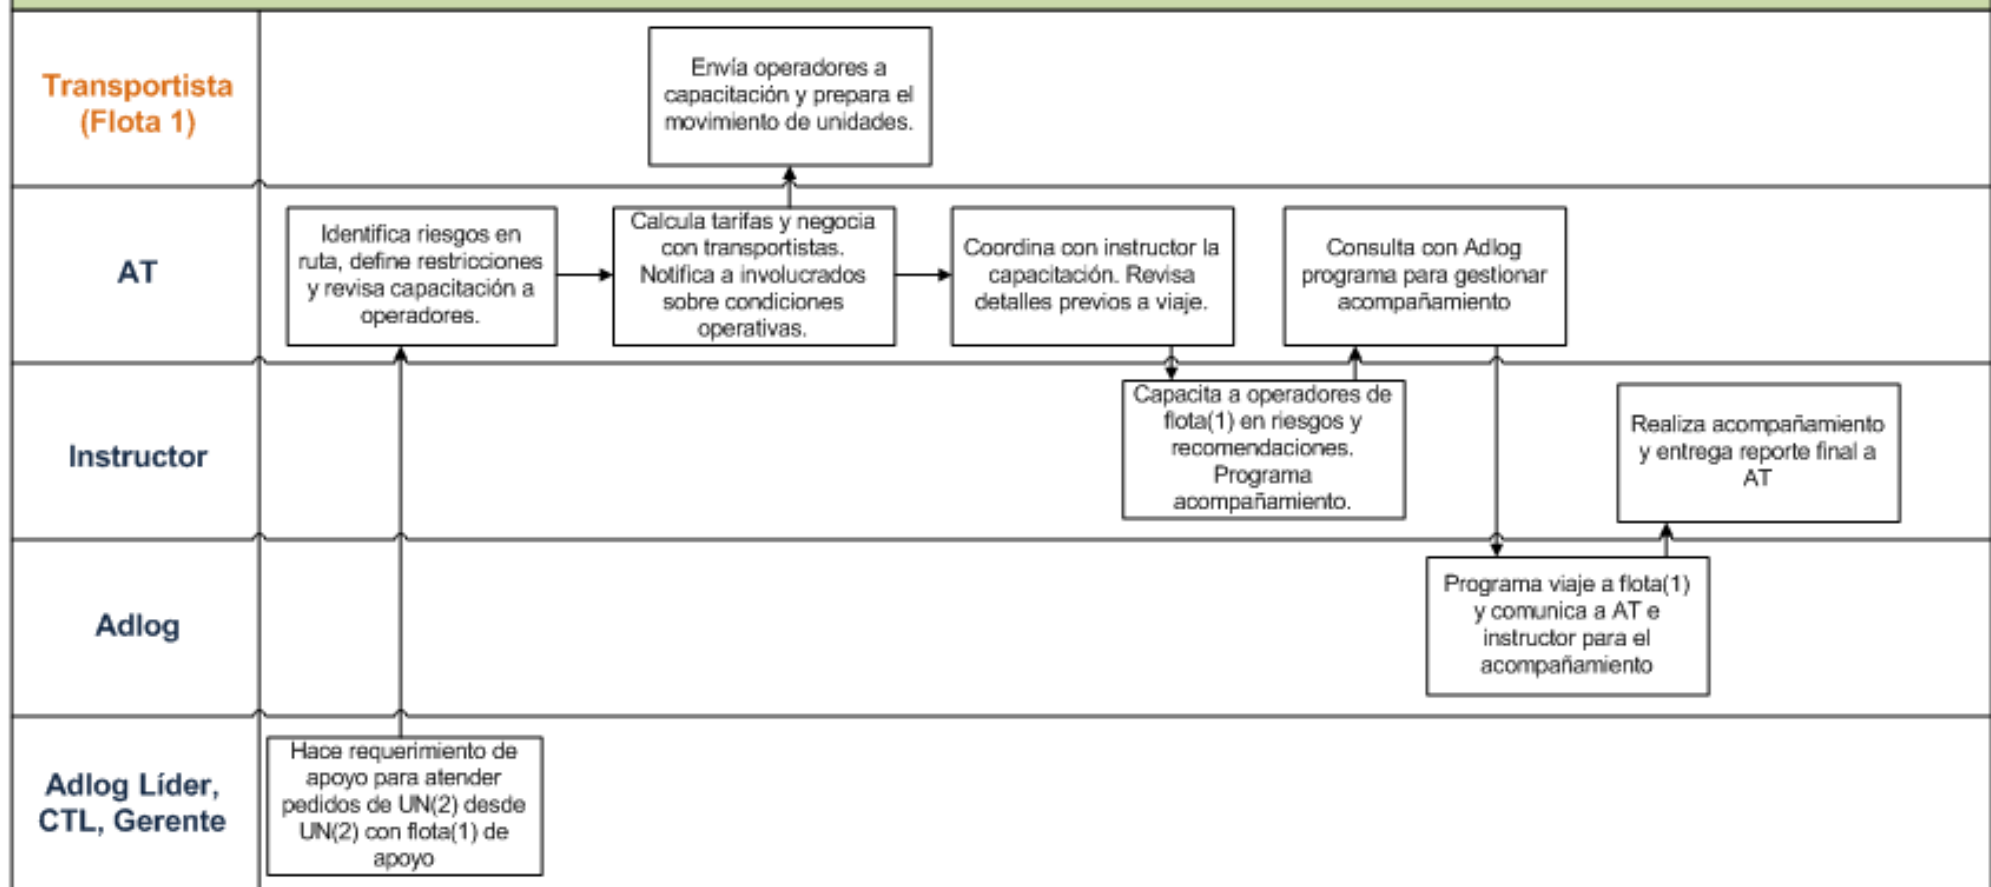 Transportista
(Flota 1)
Envía operadores a
capacitación y prepara el
movimiento de unidades.
AT
Identifica riesgos en
ruta, define restricciones
y revisa capacitación a
operadores.
Calcula tarifas y negocia
con transportistas.
Notifica a involucrados
sobre condiciones
operativas.
Coordina con instructor la
capacitación. Revisa
detalles previos a viaje.
Consulta con Adlog
programa para gestionar
acompañamiento
Instructor
Capacita a operadores de
flota(1) en riesgos y
recomendaciones.
Programa
acompañamiento.
Realiza acompañamiento
y entrega reporte final a
AT
Adlog
Programa viaje a flota(1)
y comunica a AT e
instructor para el
acompañamiento
Adlog Líder,
CTL, Gerente
Hace requerimiento de
apoyo para atender
pedidos de UN(2) desde
UN(2) con flota(1) de
apoyo